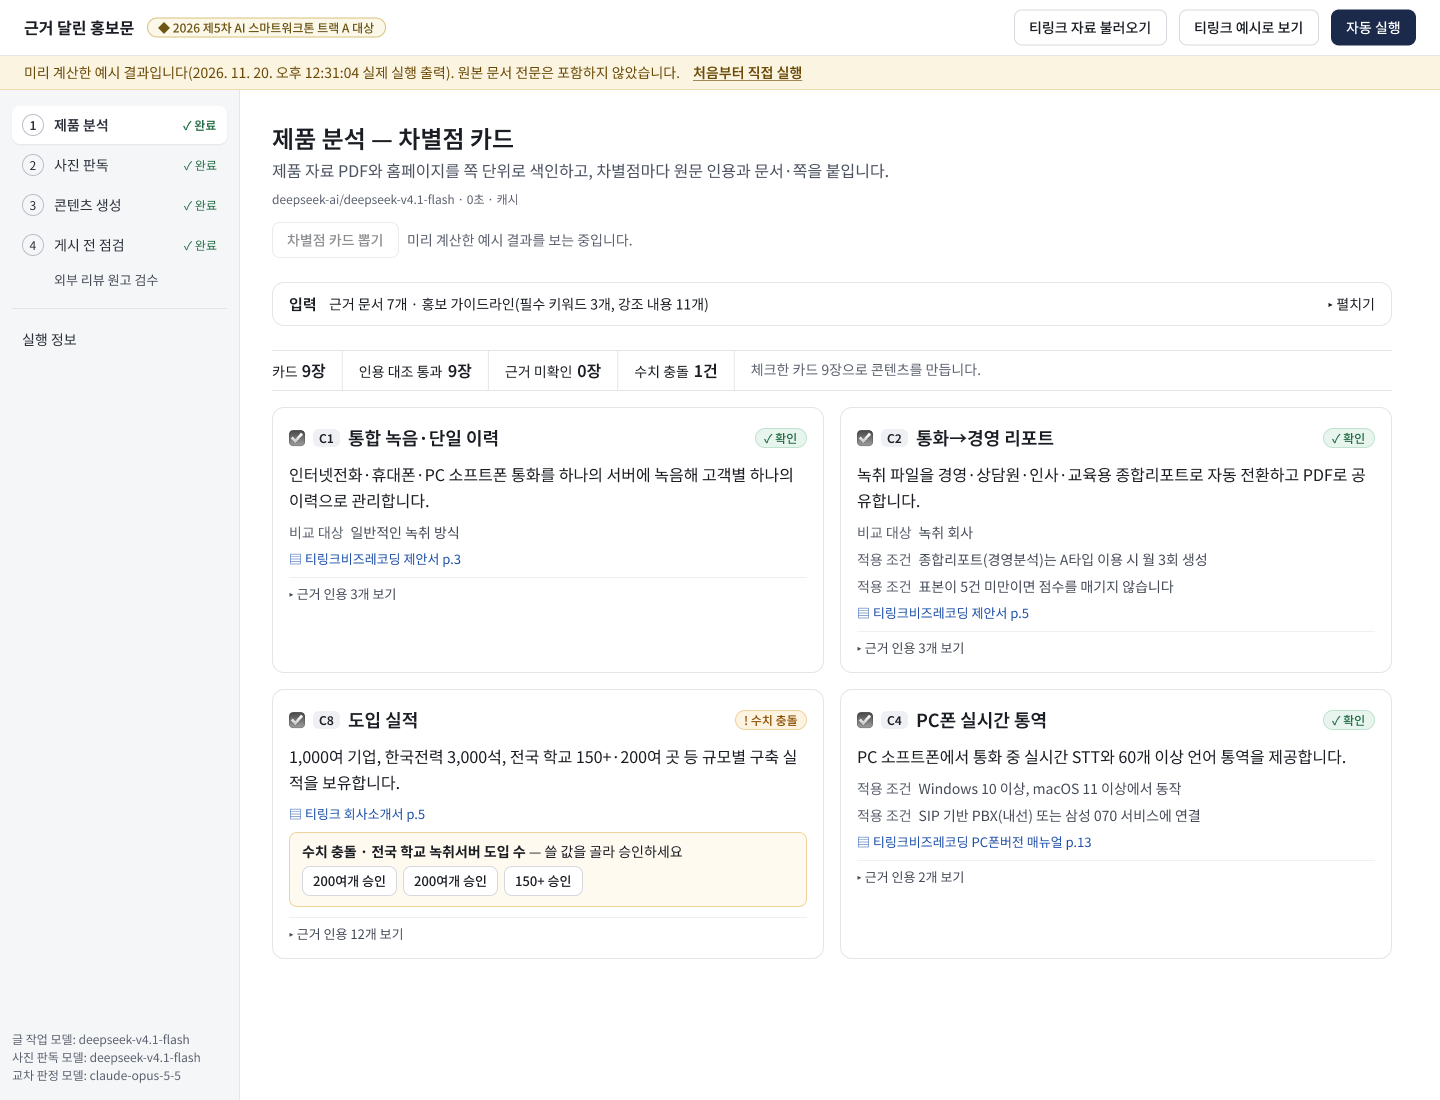 근거 달린 홍보문
◆ 2026 제5차 AI 스마트워크톤 트랙 A 대상
티링크 자료 불러오기
티링크 예시로 보기
자동 실행
미리 계산한 예시 결과입니다(2026. 11. 20. 오후 12:31:04 실제 실행 출력). 원본 문서 전문은 포함하지 않았습니다. 처음부터 직접 실행
1 제품 분석 ✓ 완료
2 사진 판독 ✓ 완료
3 콘텐츠 생성 ✓ 완료
4 게시 전 점검 ✓ 완료
외부 리뷰 원고 검수
실행 정보
글 작업 모델: deepseek-v4.1-flash
사진 판독 모델: deepseek-v4.1-flash
교차 판정 모델: claude-opus-5-5
제품 분석 — 차별점 카드
제품 자료 PDF와 홈페이지를 쪽 단위로 색인하고, 차별점마다 원문 인용과 문서·쪽을 붙입니다.
deepseek-ai/deepseek-v4.1-flash · 0초 · 캐시
차별점 카드 뽑기 미리 계산한 예시 결과를 보는 중입니다.
입력 근거 문서 7개 · 홍보 가이드라인(필수 키워드 3개, 강조 내용 11개) ▸ 펼치기
카드 9장 인용 대조 통과 9장 근거 미확인 0장 수치 충돌 1건 체크한 카드 9장으로 콘텐츠를 만듭니다.
C1 통합 녹음·단일 이력 ✓ 확인
인터넷전화·휴대폰·PC 소프트폰 통화를 하나의 서버에 녹음해 고객별 하나의
이력으로 관리합니다.
비교 대상 일반적인 녹취 방식
▤ 티링크비즈레코딩 제안서 p.3
▸ 근거 인용 3개 보기
C2 통화→경영 리포트 ✓ 확인
녹취 파일을 경영·상담원·인사·교육용 종합리포트로 자동 전환하고 PDF로 공
유합니다.
비교 대상 녹취 회사
적용 조건 종합리포트(경영분석)는 A타입 이용 시 월 3회 생성
적용 조건 표본이 5건 미만이면 점수를 매기지 않습니다
▤ 티링크비즈레코딩 제안서 p.5
▸ 근거 인용 3개 보기
C8 도입 실적 ! 수치 충돌
1,000여 기업, 한국전력 3,000석, 전국 학교 150+·200여 곳 등 규모별 구축 실
적을 보유합니다.
▤ 티링크 회사소개서 p.5
수치 충돌 · 전국 학교 녹취서버 도입 수 — 쓸 값을 골라 승인하세요
200여개 승인 200여개 승인 150+ 승인
▸ 근거 인용 12개 보기
C4 PC폰 실시간 통역 ✓ 확인
PC 소프트폰에서 통화 중 실시간 STT와 60개 이상 언어 통역을 제공합니다.
적용 조건 Windows 10 이상, macOS 11 이상에서 동작
적용 조건 SIP 기반 PBX(내선) 또는 삼성 070 서비스에 연결
▤ 티링크비즈레코딩 PC폰버전 매뉴얼 p.13
▸ 근거 인용 2개 보기